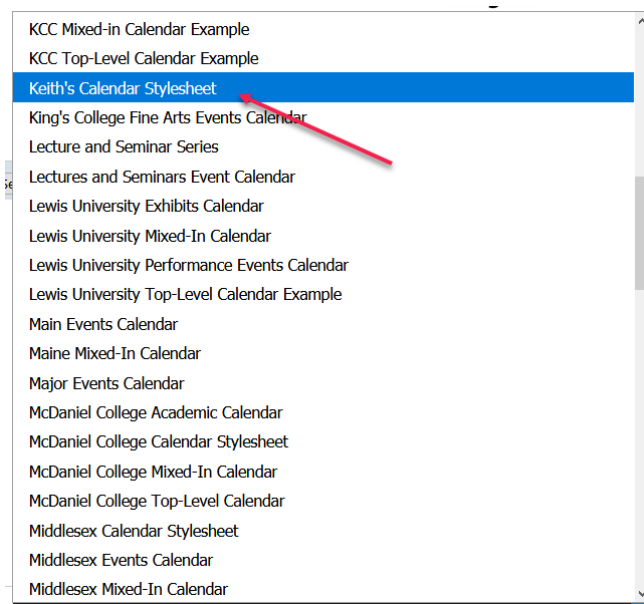 KCC Mixed-in Calendar Example
KCC Top-Level Calendar Example
Keith's Calendar Stylesheet
King's College Fine Arts Events Calendar
Lecture and Seminar Series
Lectures and Seminars Event Calendar
Lewis University Exhibits Calendar
Lewis University Mixed-In Calendar
Lewis University Performance Events Calendar
Lewis University Top-Level Calendar Example
Main Events Calendar
Maine Mixed-In Calendar
Major Events Calendar
McDaniel College Academic Calendar
McDaniel College Calendar Stylesheet
McDaniel College Mixed-In Calendar
McDaniel College Top-Level Calendar
Middlesex Calendar Stylesheet
Middlesex Events Calendar
Middlesex Mixed-In Calendar